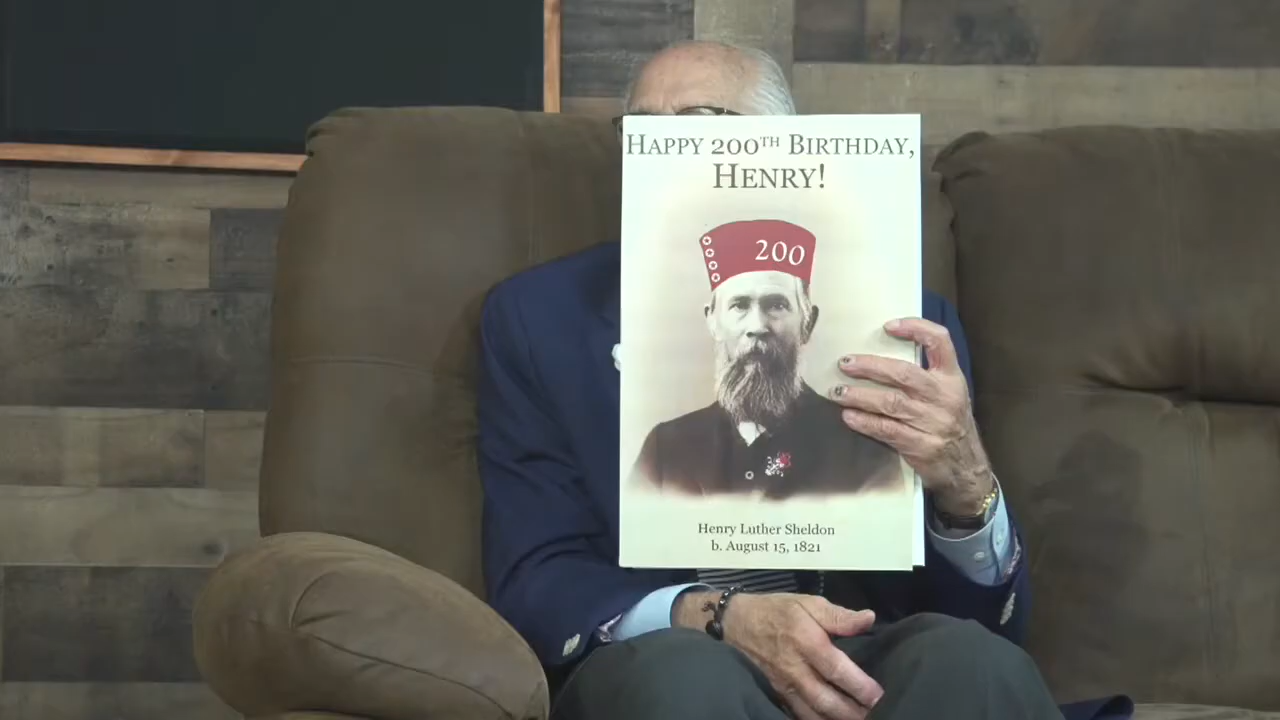 Happy 200th Birthday,
Henry!
200
Henry Luther Sheldon
b. August 15, 1821